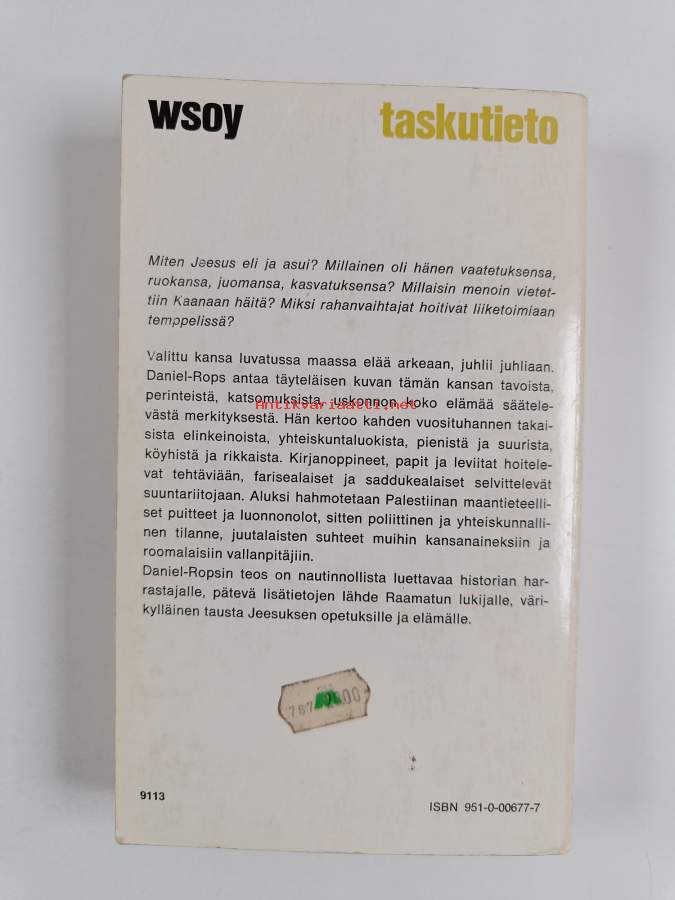 wsoy taskutieto
Miten Jeesus eli ja asui? Millainen oli hänen vaatetuksensa,
ruokansa, juomansa, kasvatuksensa? Millaisin menoin vietet-
tiin Kaanaan häitä? Miksi rahanvaihtajat hoitivat liiketoimiaan
temppelissä?
Valittu kansa luvatussa maassa elää arkeaan, juhlii juhliaan.
Daniel-Rops antaa täyteläisen kuvan tämän kansan tavoista,
perinteistä, katsomuksista, uskonnon koko elämää säätele-
Antikvariaatti.net
västä merkityksestä. Hän kertoo kahden vuosituhannen takai-
sista elinkeinoista, yhteiskuntaluokista, pienistä ja suurista,
köyhistä ja rikkaista. Kirjanoppineet, papit ja leviitat hoitele-
vat tehtäviään, farisealaiset ja saddukealaiset selvittelevät
suuntariitojaan. Aluksi hahmotetaan Palestiinan maantieteelli-
set puitteet ja luonnonolot, sitten poliittinen ja yhteiskunnalli-
nen tilanne, juutalaisten suhteet muihin kansanaineksiin ja
roomalaisiin vallanpitäjiin.
Daniel-Ropsin teos on nautinnollista luettavaa historian har-
rastajalle, pätevä lisätietojen lähde Raamatun lukijalle, väri-
kylläinen tausta Jeesuksen opetuksille ja elämälle.
9113
ISBN 951-0-00677-7